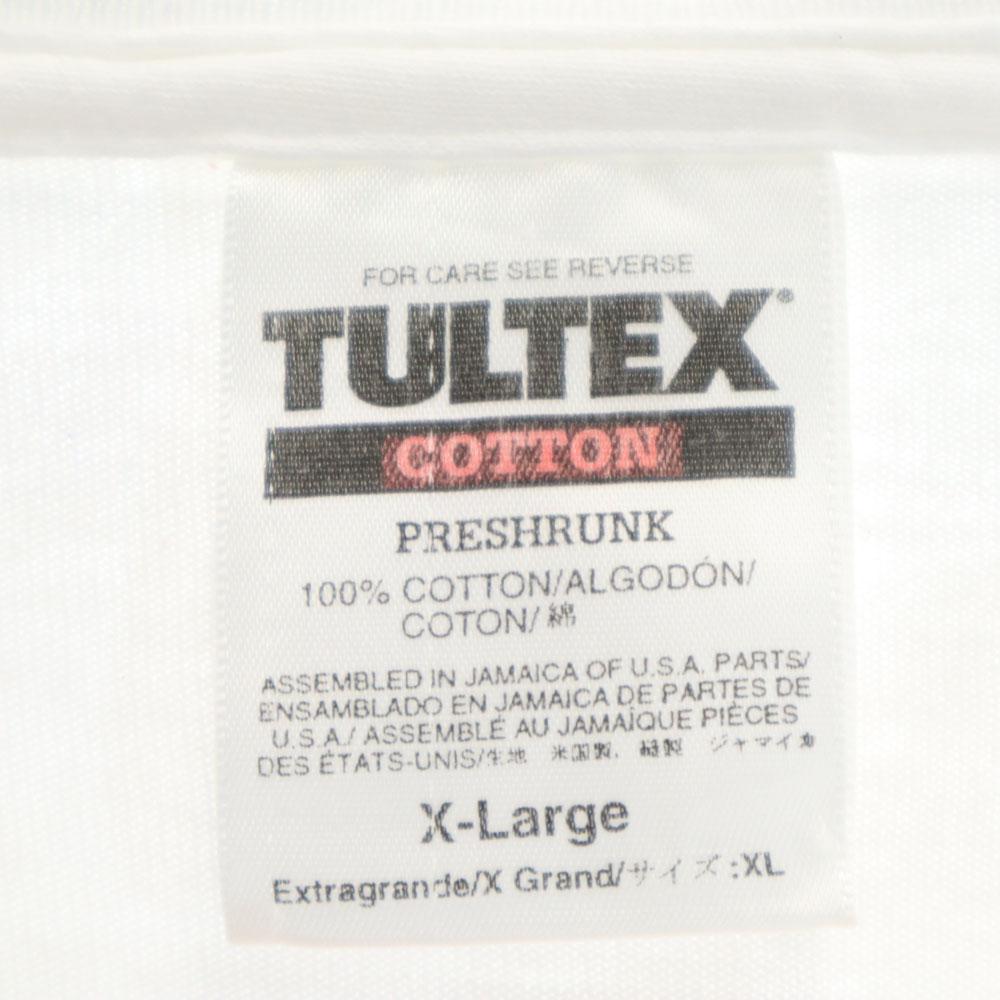 FOR CARE SEE REVERSE
TULTEX®
COTTON
PRESHRUNK
100% COTTON/ALGODÓN/
COTON/綿
ASSEMBLED IN JAMAICA OF U.S.A. PARTS/
ENSAMBLADO EN JAMAICA DE PARTES DE
U.S.A./ ASSEMBLÉ AU JAMAÏQUE PIÈCES
DES ÉTATS-UNIS/生地 米国製. 縫製 ジャマイカ
X-Large
Extragrande/X Grand/サイズ:XL